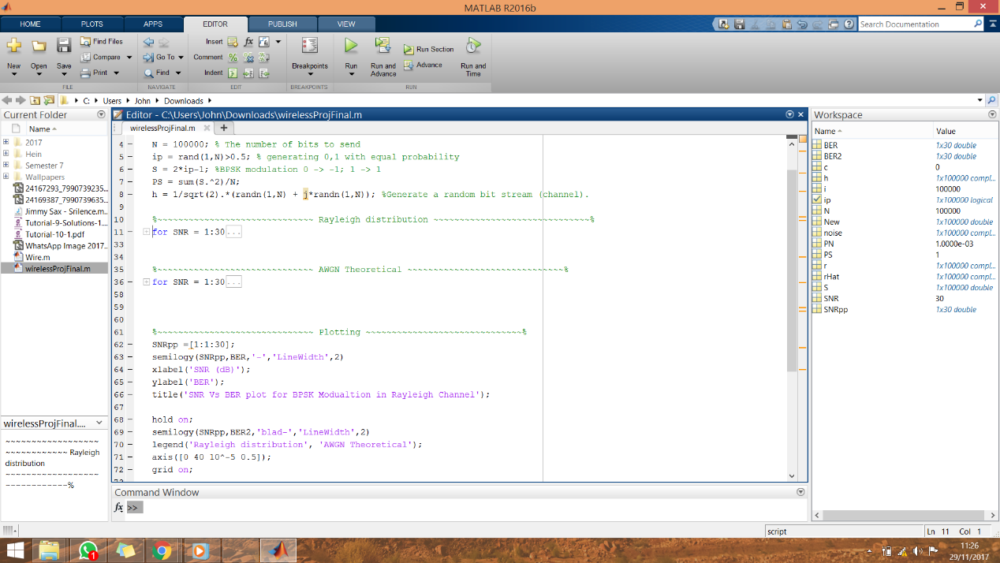 MATLAB R2016b
HOME PLOTS APPS EDITOR PUBLISH VIEW
Search Documentation
New Open Save Find Files Compare Print
Go To Find
Insert fx Comment Indent
Breakpoints
Run Run and Advance Run Section Advance Run and Time
FILE NAVIGATE EDIT BREAKPOINTS RUN
C: Users John Downloads
Current Folder
Name
2017
Hein
Semester 7
Wallpapers
24167293_7990739235...
24169387_7990739635...
Jimmy Sax - Srilence.m...
Tutorial-9-Solutions-1....
Tutorial-10-1.pdf
WhatsApp Image 2017...
Wire.m
wirelessProjFinal.m
wirelessProjFinal....
~~~~~~~~~~~~~~~~~~
~~~~~~~~~~~~ Rayleigh
distribution
~~~~~~~~~~~~~~~~~~
~~~~~~~~~~~~%
Editor - C:\Users\John\Downloads\wirelessProjFinal.m
wirelessProjFinal.m
4 N = 100000; % The number of bits to send
5 ip = rand(1,N)>0.5; % generating 0,1 with equal probability
6 S = 2*ip-1; %BPSK modulation 0 -> -1; 1 -> 1
7 PS = sum(S.^2)/N;
8 h = 1/sqrt(2).*(randn(1,N) + j*randn(1,N)); %Generate a random bit stream (channel).
9
10 %~~~~~~~~~~~~~~~~~~~~~~~~~~~~~~ Rayleigh distribution ~~~~~~~~~~~~~~~~~~~~~~~~~~~~~~%
11 for SNR = 1:30...
33
34
35 %~~~~~~~~~~~~~~~~~~~~~~~~~~~~~~ AWGN Theoretical ~~~~~~~~~~~~~~~~~~~~~~~~~~~~~~%
36 for SNR = 1:30...
58
59
60
61 %~~~~~~~~~~~~~~~~~~~~~~~~~~~~~~ Plotting ~~~~~~~~~~~~~~~~~~~~~~~~~~~~~~%
62 SNRpp =[1:1:30];
63 semilogy(SNRpp,BER,'-','LineWidth',2)
64 xlabel('SNR (dB)');
65 ylabel('BER');
66 title('SNR Vs BER plot for BPSK Modualtion in Rayleigh Channel');
67
68 hold on;
69 semilogy(SNRpp,BER2,'blad-','LineWidth',2)
70 legend('Rayleigh distribution', 'AWGN Theoretical');
71 axis([0 40 10^-5 0.5]);
72 grid on;
Command Window
fx >>
Workspace
Name Value
BER 1x30 double
BER2 1x30 double
c 0
h 1x100000 compl...
i 100000
ip 1x100000 logical
N 100000
New 1x100000 double
noise 1x100000 compl...
PN 1.0000e-03
PS 1
r 1x100000 compl...
rHat 1x100000 compl...
S 1x100000 double
SNR 30
SNRpp 1x30 double
script Ln 11 Col 1
1
11:26
29/11/2017